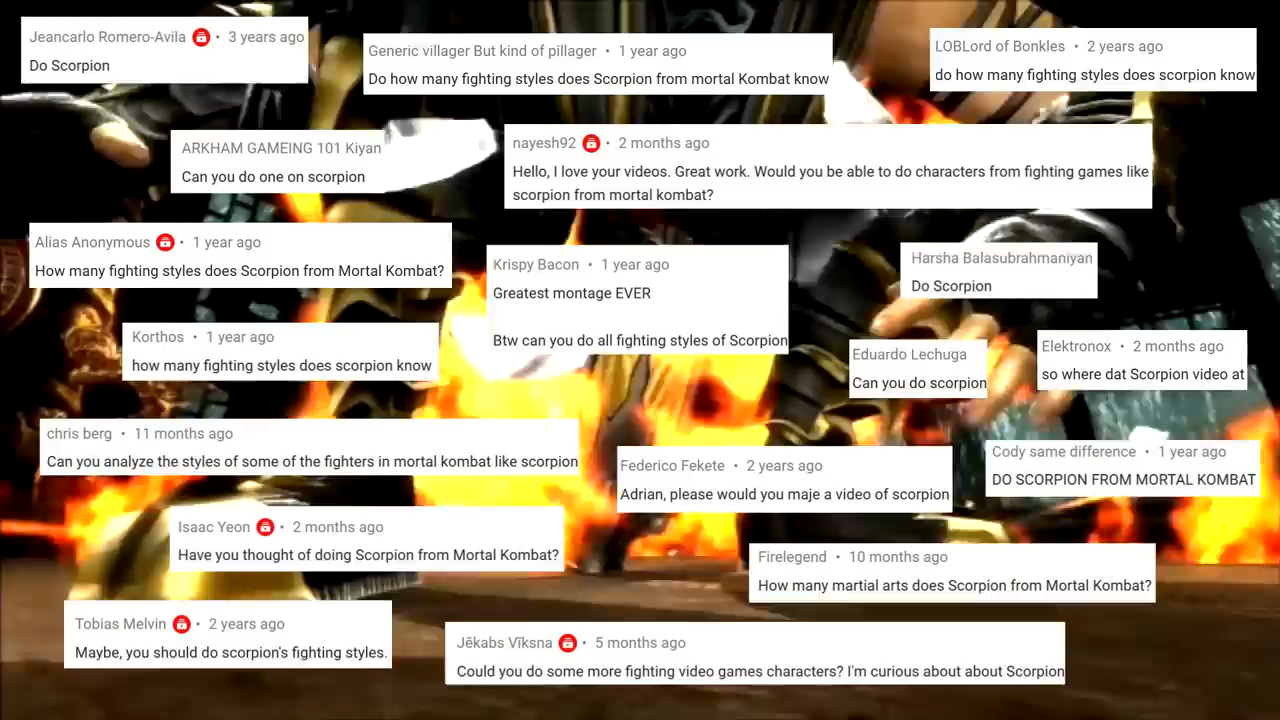 Jeancarlo Romero-Avila • 3 years ago
Do Scorpion
Generic villager But kind of pillager • 1 year ago
Do how many fighting styles does Scorpion from mortal Kombat know
LOBLord of Bonkles • 2 years ago
do how many fighting styles does scorpion know
ARKHAM GAMEING 101 Kiyan
Can you do one on scorpion
nayesh92 • 2 months ago
Hello, I love your videos. Great work. Would you be able to do characters from fighting games like
scorpion from mortal kombat?
Alias Anonymous • 1 year ago
How many fighting styles does Scorpion from Mortal Kombat?
Krispy Bacon • 1 year ago
Greatest montage EVER
Btw can you do all fighting styles of Scorpion
Harsha Balasubrahmaniyan
Do Scorpion
Korthos • 1 year ago
how many fighting styles does scorpion know
Eduardo Lechuga
Can you do scorpion
Elektronox • 2 months ago
so where dat Scorpion video at
chris berg • 11 months ago
Can you analyze the styles of some of the fighters in mortal kombat like scorpion
Federico Fekete • 2 years ago
Adrian, please would you maje a video of scorpion
Cody same difference • 1 year ago
DO SCORPION FROM MORTAL KOMBAT
Isaac Yeon • 2 months ago
Have you thought of doing Scorpion from Mortal Kombat?
Firelegend • 10 months ago
How many martial arts does Scorpion from Mortal Kombat?
Tobias Melvin • 2 years ago
Maybe, you should do scorpion's fighting styles.
Jēkabs Vīksna • 5 months ago
Could you do some more fighting video games characters? I'm curious about about Scorpion